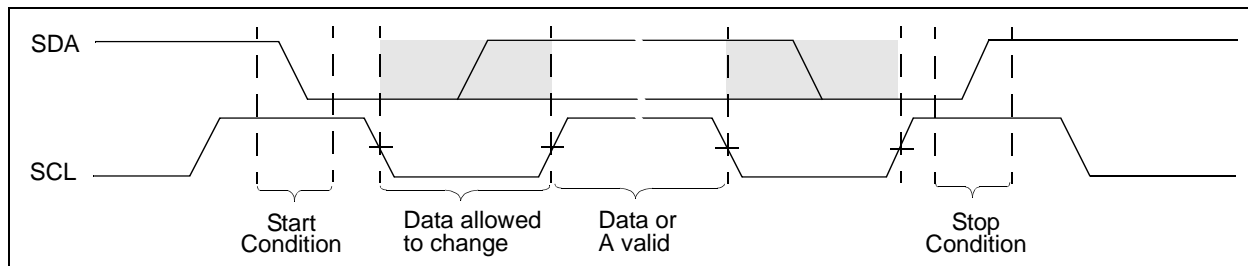 SDA
SCL
Start
Condition
Data allowed
to change
Data or
A valid
Stop
Condition